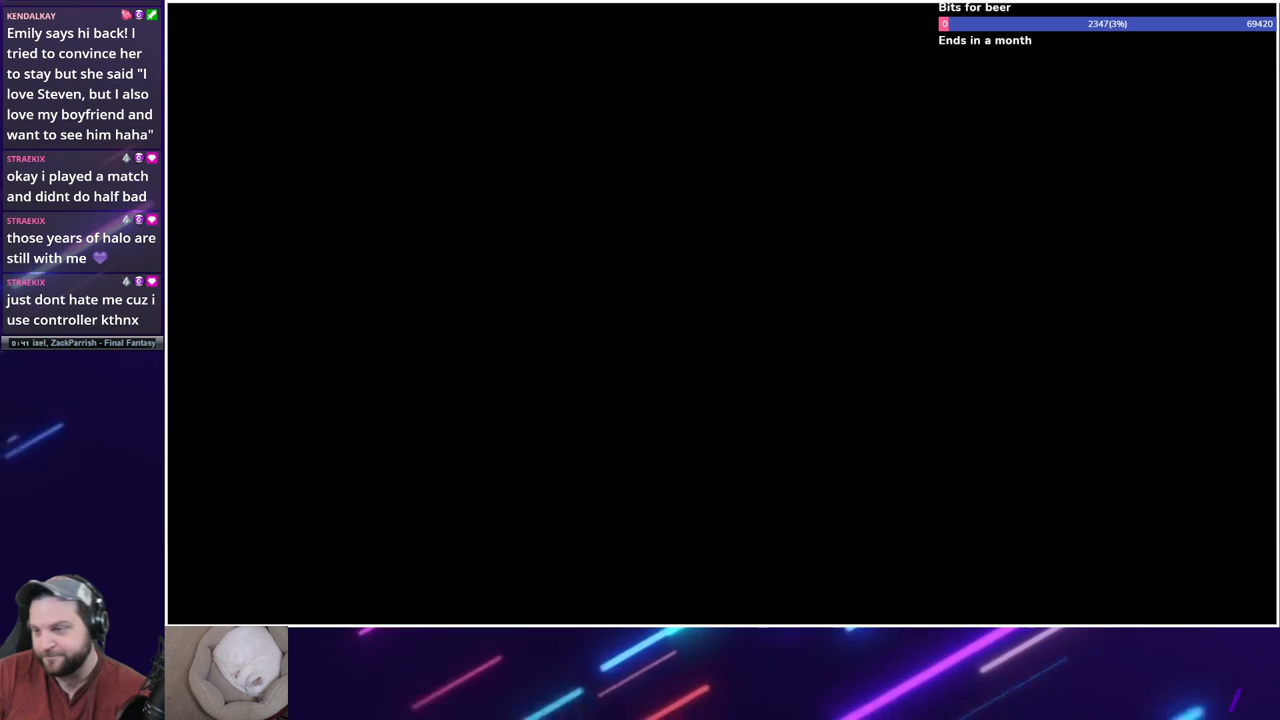 KENDALKAY
Emily says hi back! I
tried to convince her
to stay but she said "I
love Steven, but I also
love my boyfriend and
want to see him haha"
STRAEKIX
okay i played a match
and didnt do half bad
STRAEKIX
those years of halo are
still with me
STRAEKIX
just dont hate me cuz i
use controller kthnx
0:41 ixel, ZackParrish - Final Fantasy
Bits for beer
0 2347(3%) 69420
Ends in a month